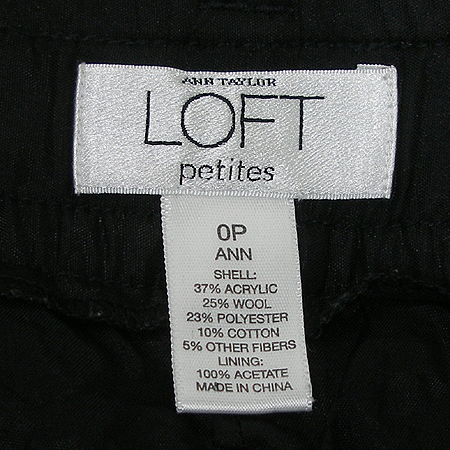 ANN TAYLOR
LOFT
petites
0P
ANN
SHELL:
37% ACRYLIC
25% WOOL
23% POLYESTER
10% COTTON
5% OTHER FIBERS
LINING:
100% ACETATE
MADE IN CHINA